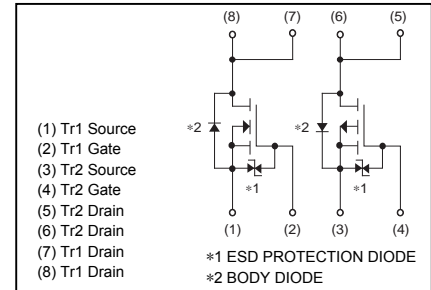 (8) (7) (6) (5)
*2 *2
*1 *1
(1) (2) (3) (4)
(1) Tr1 Source
(2) Tr1 Gate
(3) Tr2 Source
(4) Tr2 Gate
(5) Tr2 Drain
(6) Tr2 Drain
(7) Tr1 Drain
(8) Tr1 Drain
*1 ESD PROTECTION DIODE
*2 BODY DIODE